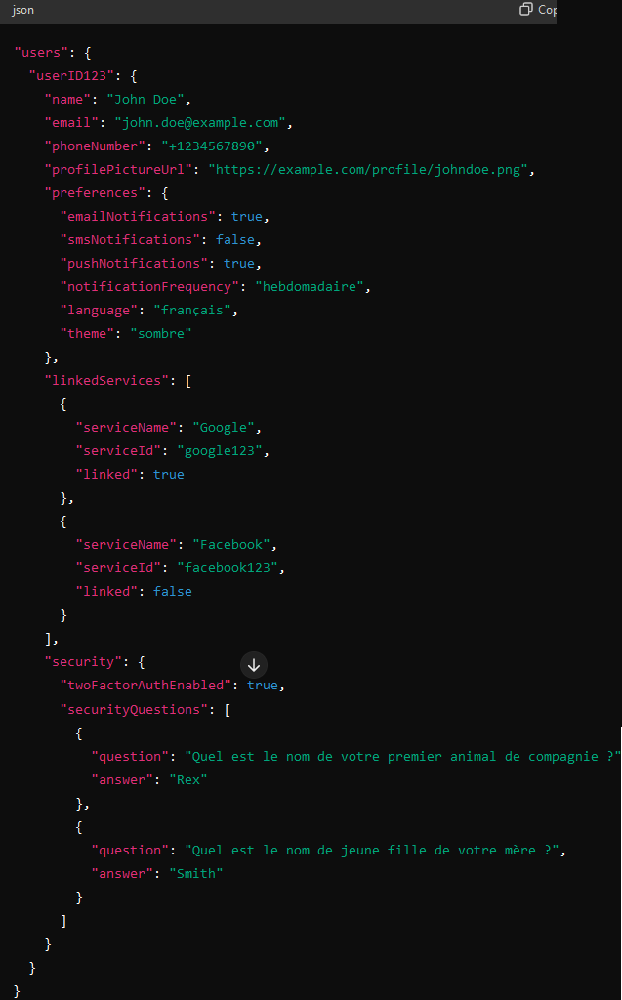 json
Cop
"users": {
"userID123": {
"name": "John Doe",
"email": "john.doe@example.com",
"phoneNumber": "+1234567890",
"profilePictureUrl": "https://example.com/profile/johndoe.png",
"preferences": {
"emailNotifications": true,
"smsNotifications": false,
"pushNotifications": true,
"notificationFrequency": "hebdomadaire",
"language": "français",
"theme": "sombre"
},
"linkedServices": [
{
"serviceName": "Google",
"serviceId": "google123",
"linked": true
},
{
"serviceName": "Facebook",
"serviceId": "facebook123",
"linked": false
}
],
"security": {
"twoFactorAuthEnabled": true,
"securityQuestions": [
{
"question": "Quel est le nom de votre premier animal de compagnie ?"
"answer": "Rex"
},
{
"question": "Quel est le nom de jeune fille de votre mère ?",
"answer": "Smith"
}
]
}
}
}